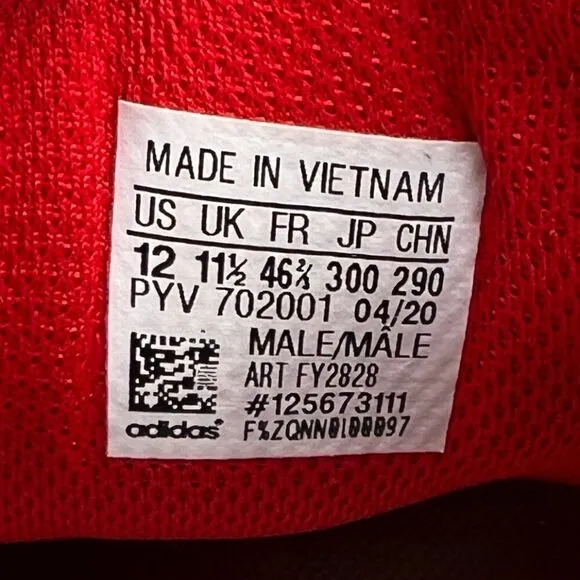 MADE IN VIETNAM
US UK FR JP CHN
12 11½ 46⅔ 300 290
PYV 702001 04/20
MALE/MÂLE
ART FY2828
#125673111
adidas®